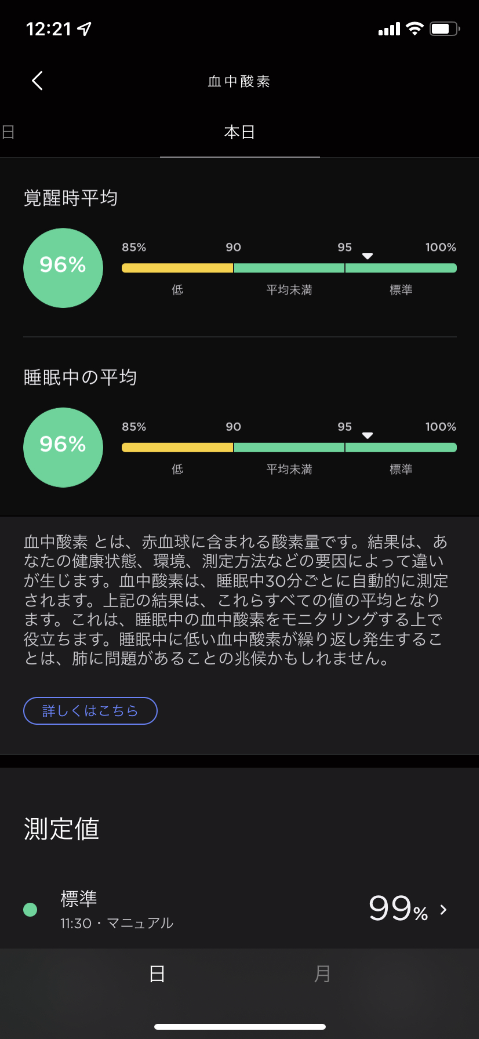 12:21
血中酸素
日
本日
覚醒時平均
96%
85% 90 95 100%
低 平均未満 標準
睡眠中の平均
96%
85% 90 95 100%
低 平均未満 標準
血中酸素 とは、赤血球に含まれる酸素量です。結果は、あ
なたの健康状態、環境、測定方法などの要因によって違い
が生じます。血中酸素は、睡眠中30分ごとに自動的に測定
されます。上記の結果は、これらすべての値の平均となり
ます。これは、睡眠中の血中酸素をモニタリングする上で
役立ちます。睡眠中に低い血中酸素が繰り返し発生するこ
とは、肺に問題があることの兆候かもしれません。
詳しくはこちら
測定値
標準
11:30・マニュアル
99%
日 月